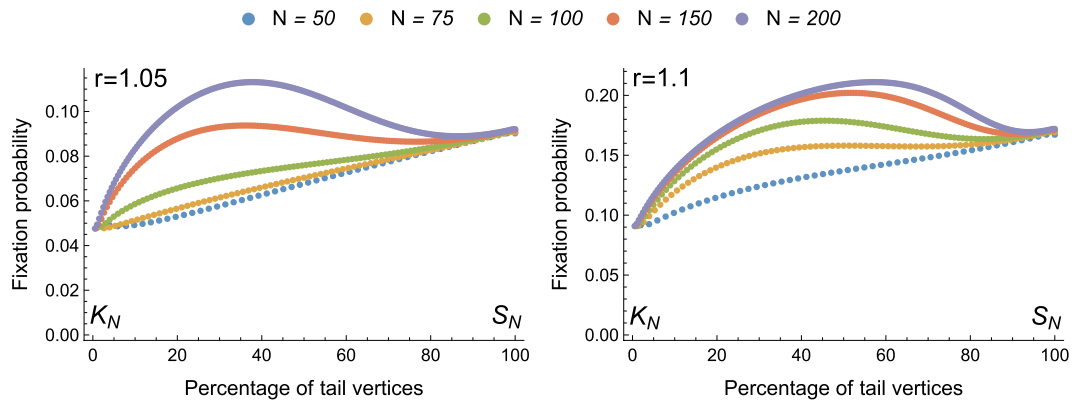 N = 50 N = 75 N = 100 N = 150 N = 200
r=1.05
Fixation probability
0.10
0.08
0.06
0.04
0.02
0.00
K_N
S_N
0 20 40 60 80 100
Percentage of tail vertices
r=1.1
Fixation probability
0.20
0.15
0.10
0.05
0.00
K_N
S_N
0 20 40 60 80 100
Percentage of tail vertices